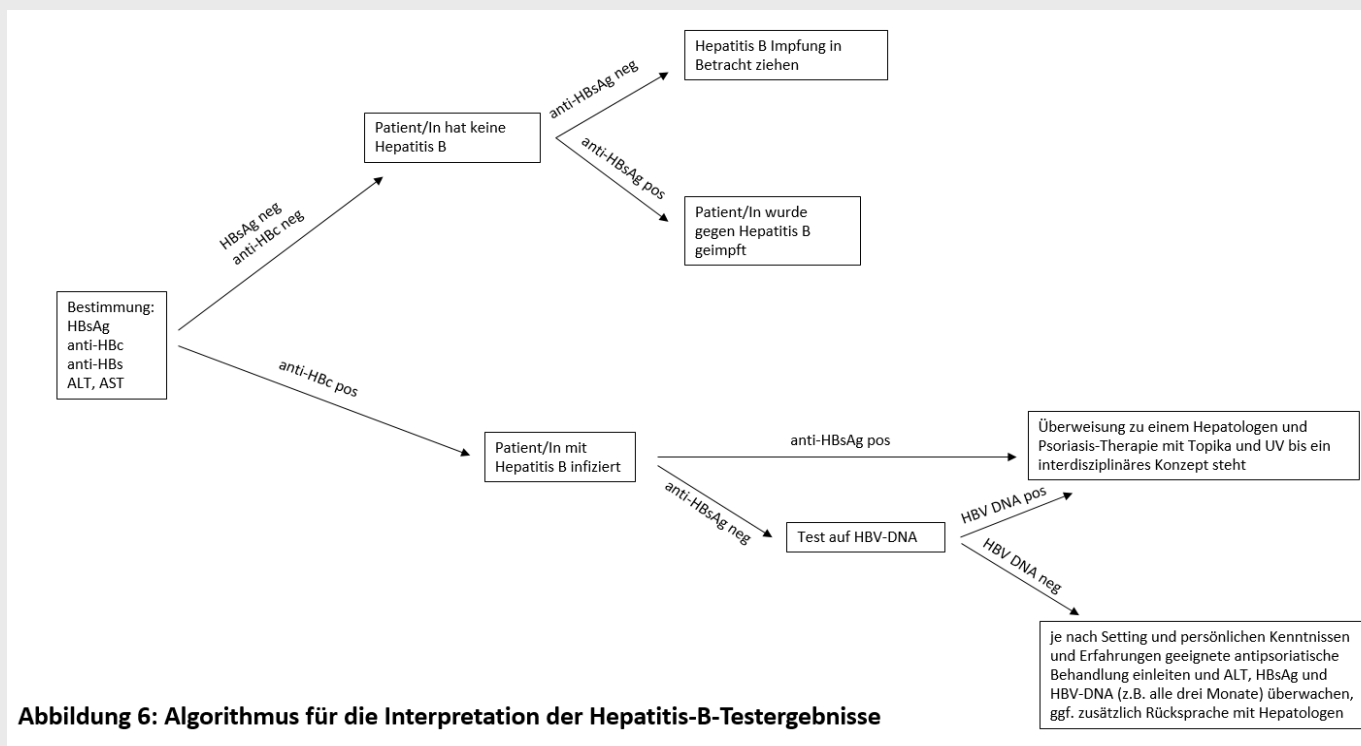 Hepatitis B Impfung in
Betracht ziehen
anti-HBsAg neg
Patient/In hat keine
Hepatitis B
anti-HBsAg pos
Patient/In wurde
gegen Hepatitis B
geimpft
HBsAg neg
anti-HBc neg
Bestimmung:
HBsAg
anti-HBc
anti-HBs
ALT, AST
anti-HBc pos
Patient/In mit
Hepatitis B infiziert
anti-HBsAg pos
Überweisung zu einem Hepatologen und
Psoriasis-Therapie mit Topika und UV bis ein
interdisziplinäres Konzept steht
anti-HBsAg neg
Test auf HBV-DNA
HBV DNA pos
HBV DNA neg
je nach Setting und persönlichen Kenntnissen
und Erfahrungen geeignete antipsoriatische
Behandlung einleiten und ALT, HBsAg und
HBV-DNA (z.B. alle drei Monate) überwachen,
ggf. zusätzlich Rücksprache mit Hepatologen
Abbildung 6: Algorithmus für die Interpretation der Hepatitis-B-Testergebnisse